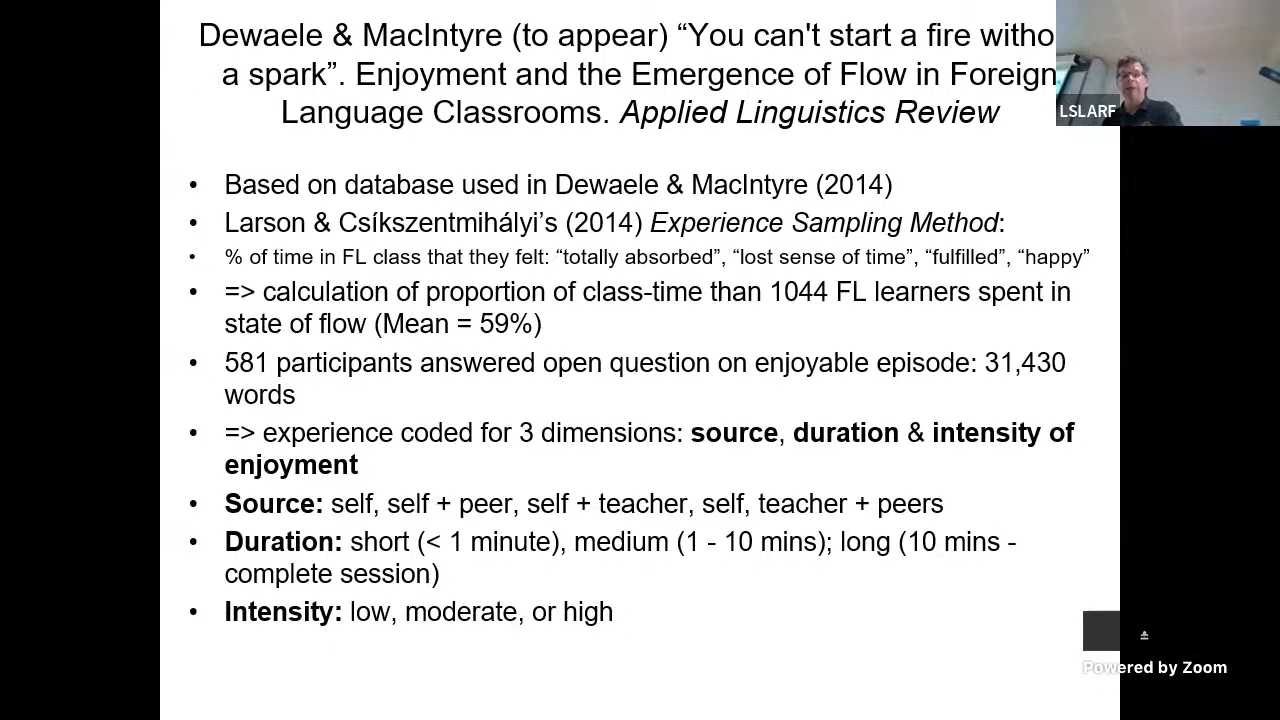 Dewaele & MacIntyre (to appear) “You can't start a fire witho
a spark”. Enjoyment and the Emergence of Flow in Foreign
Language Classrooms. Applied Linguistics Review
LSLARF
• Based on database used in Dewaele & MacIntyre (2014)
• Larson & Csíkszentmihályi’s (2014) Experience Sampling Method:
• % of time in FL class that they felt: “totally absorbed”, “lost sense of time”, “fulfilled”, “happy”
• => calculation of proportion of class-time than 1044 FL learners spent in
state of flow (Mean = 59%)
• 581 participants answered open question on enjoyable episode: 31,430
words
• => experience coded for 3 dimensions: source, duration & intensity of
enjoyment
• Source: self, self + peer, self + teacher, self, teacher + peers
• Duration: short (< 1 minute), medium (1 - 10 mins); long (10 mins -
complete session)
• Intensity: low, moderate, or high
Powered by Zoom